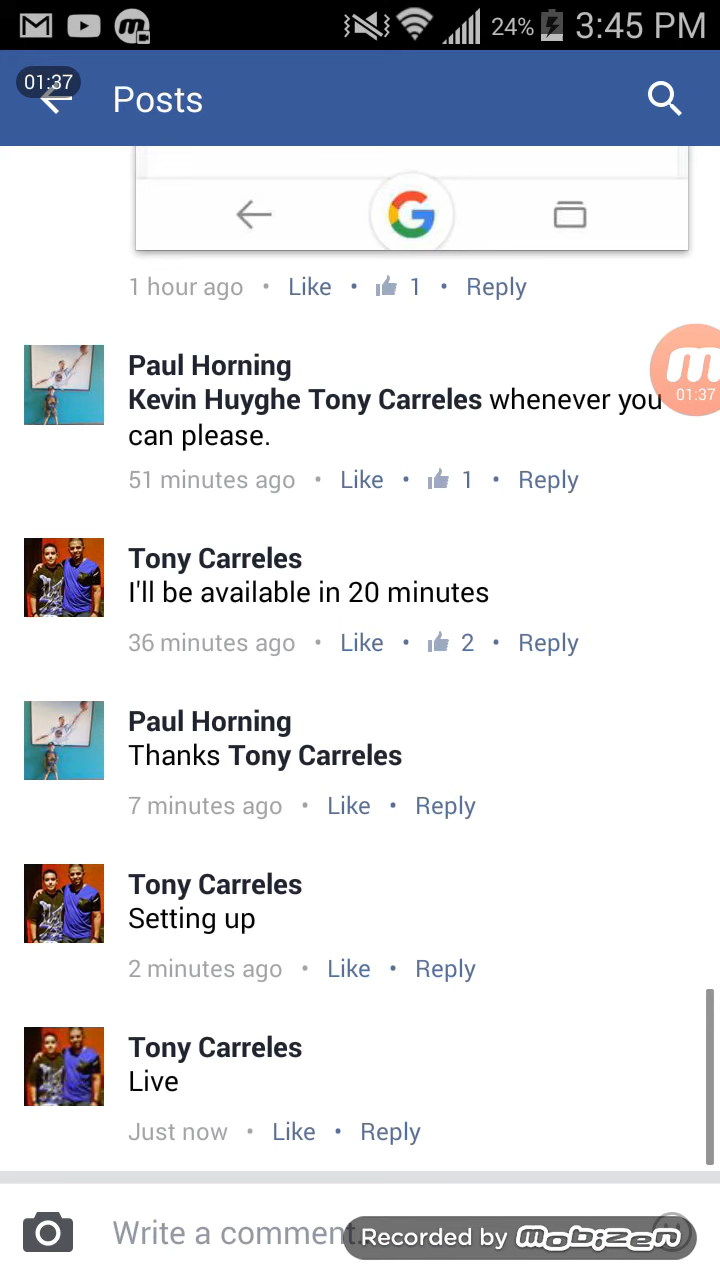 24% 3:45 PM
01:37
Posts
1 hour ago • Like • 1 • Reply
Paul Horning
Kevin Huyghe Tony Carreles whenever you
can please.
01:37
51 minutes ago • Like • 1 • Reply
Tony Carreles
I'll be available in 20 minutes
36 minutes ago • Like • 2 • Reply
Paul Horning
Thanks Tony Carreles
7 minutes ago • Like • Reply
Tony Carreles
Setting up
2 minutes ago • Like • Reply
Tony Carreles
Live
Just now • Like • Reply
Write a comment.
Recorded by mobizen